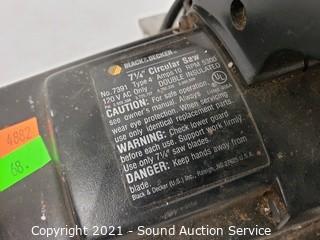 BLACK & DECKER
7¼" Circular Saw
No. 7391 Type 4 Amps 10 RPM 5300
120 V AC Only DOUBLE INSULATED
CAUTION: For safe operation,
see owner's manual. Always
wear eye protection. When servicing
use only identical replacement parts.
WARNING: Check lower guard
before each use. Support work firmly.
Use only 7¼" saw blades.
DANGER: Keep hands away from
blade.
Black & Decker (U.S.) Inc., U.S.A.
4882
68.
Copyright 2021 - Sound Auction Service